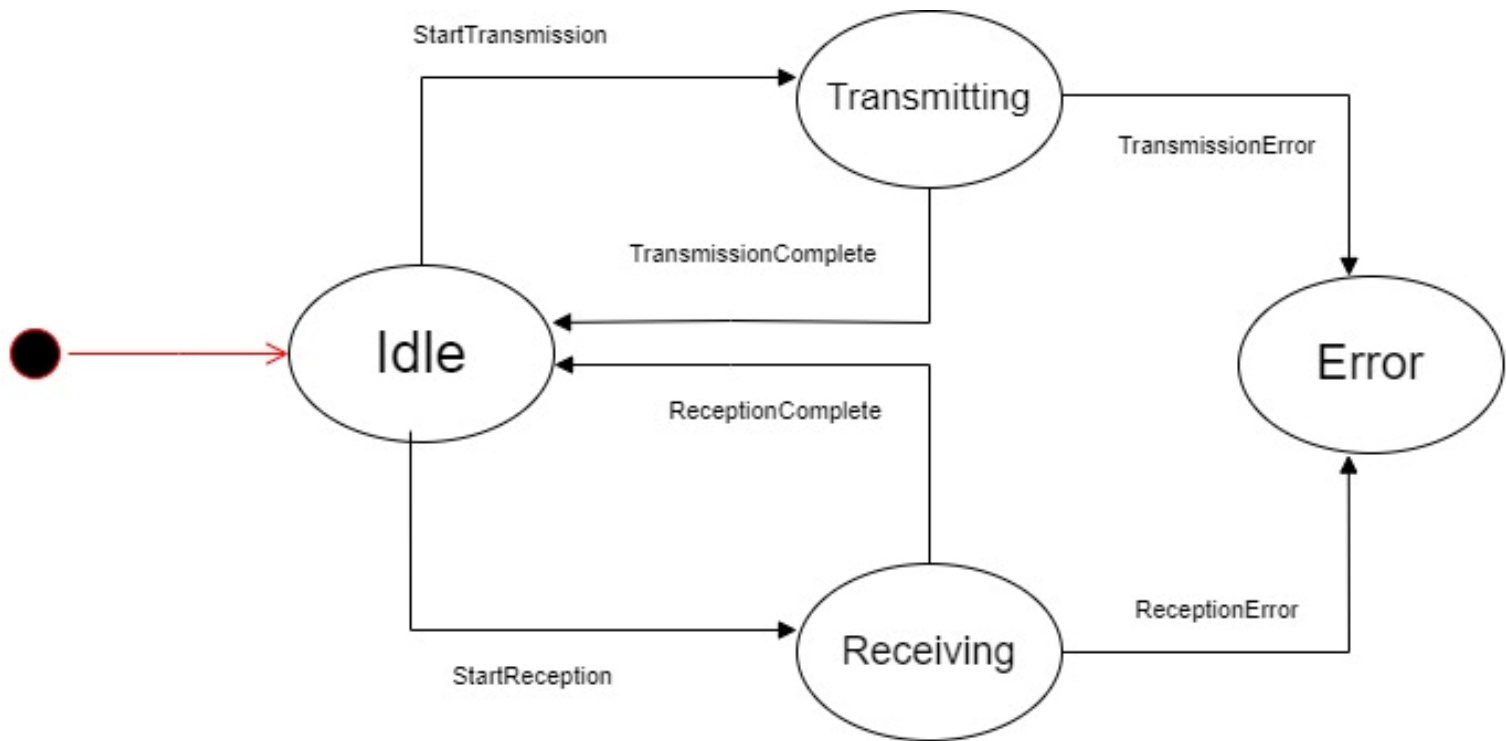 StartTransmission
Transmitting
TransmissionError
TransmissionComplete
Idle
Error
ReceptionComplete
ReceptionError
Receiving
StartReception